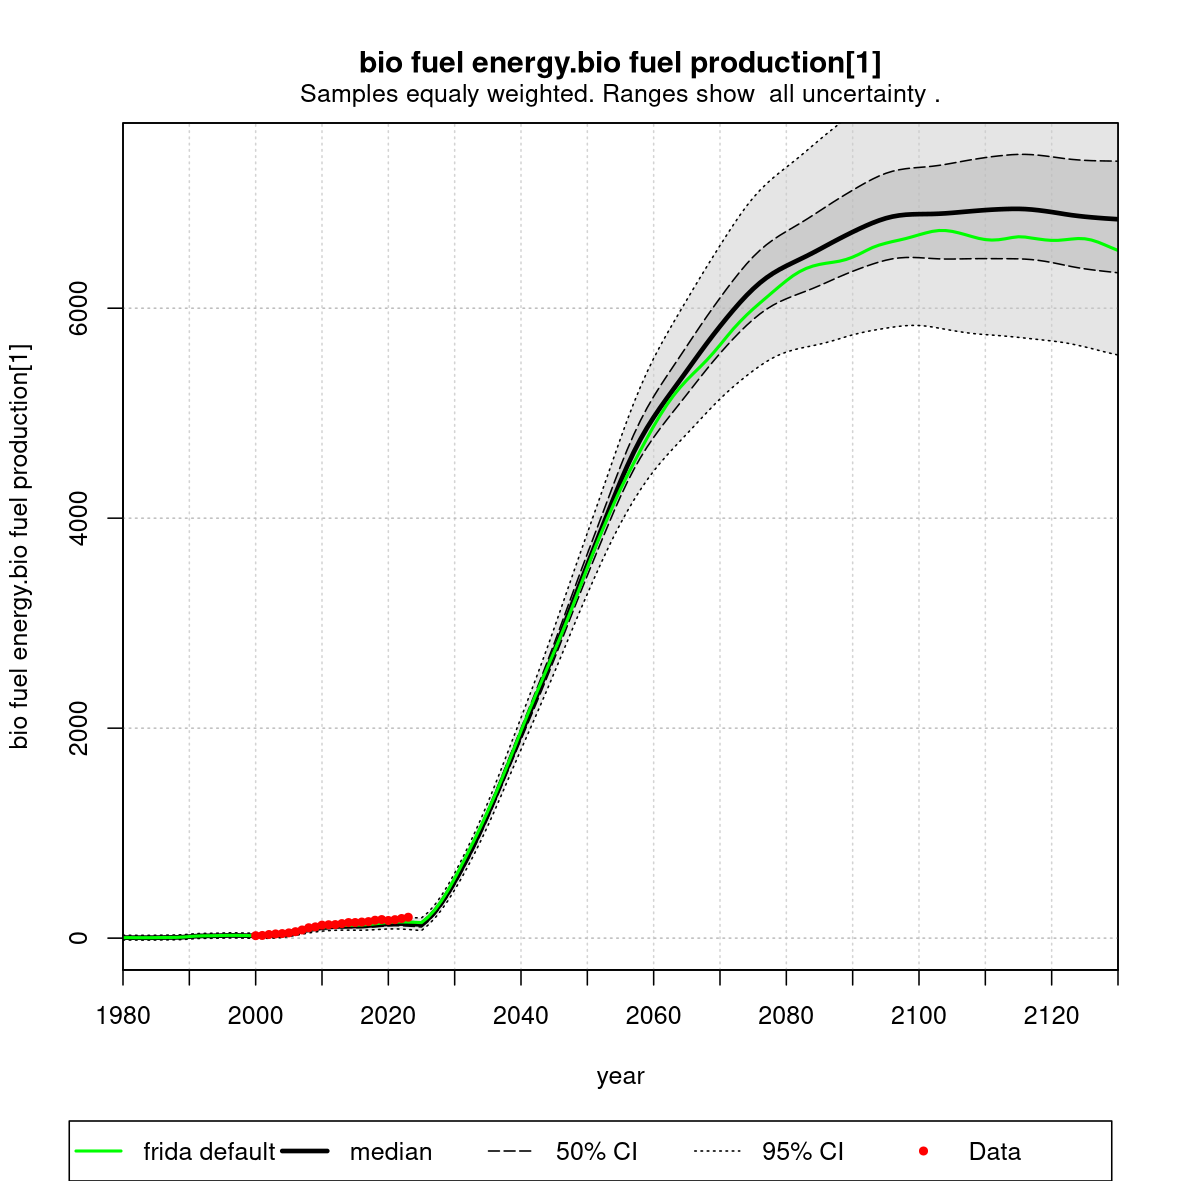 bio fuel energy.bio fuel production[1]
Samples equaly weighted. Ranges show  all uncertainty .
bio fuel energy.bio fuel production[1]
6000
4000
2000
0
1980 2000 2020 2040 2060 2080 2100 2120
year
frida default median 50% CI 95% CI Data